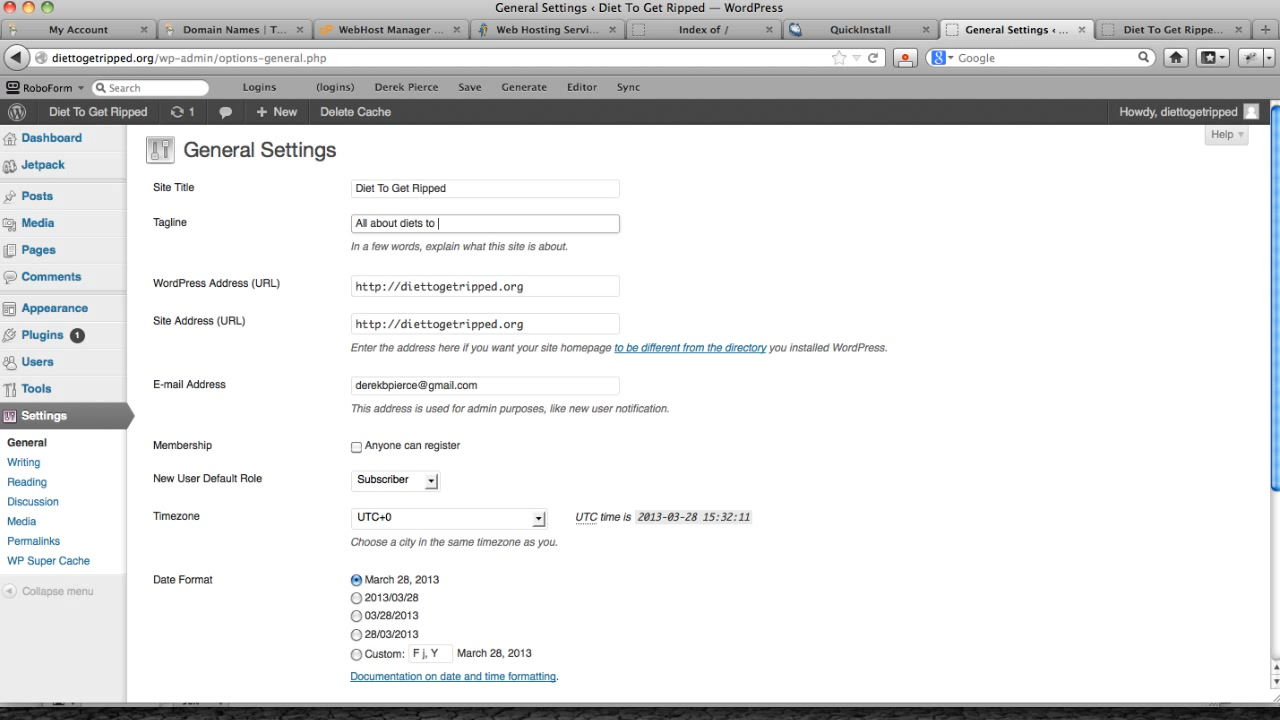 General Settings ‹ Diet To Get Ripped — WordPress
My Account × Domain Names | T... × WebHost Manager ... × Web Hosting Servi... × Index of / × QuickInstall × General Settings ‹ ... × Diet To Get Rippe... × +
diettogetripped.org/wp-admin/options-general.php Google
RoboForm Search Logins (logins) Derek Pierce Save Generate Editor Sync
Diet To Get Ripped 1 + New Delete Cache Howdy, diettogetripped
Help
Dashboard
Jetpack
Posts
Media
Pages
Comments
Appearance
Plugins 1
Users
Tools
Settings
General
Writing
Reading
Discussion
Media
Permalinks
WP Super Cache
Collapse menu
General Settings
Site Title Diet To Get Ripped
Tagline All about diets to
In a few words, explain what this site is about.
WordPress Address (URL) http://diettogetripped.org
Site Address (URL) http://diettogetripped.org
Enter the address here if you want your site homepage to be different from the directory you installed WordPress.
E-mail Address derekbpierce@gmail.com
This address is used for admin purposes, like new user notification.
Membership Anyone can register
New User Default Role Subscriber
Timezone UTC+0 UTC time is 2013-03-28 15:32:11
Choose a city in the same timezone as you.
Date Format March 28, 2013
2013/03/28
03/28/2013
28/03/2013
Custom: F j, Y March 28, 2013
Documentation on date and time formatting.